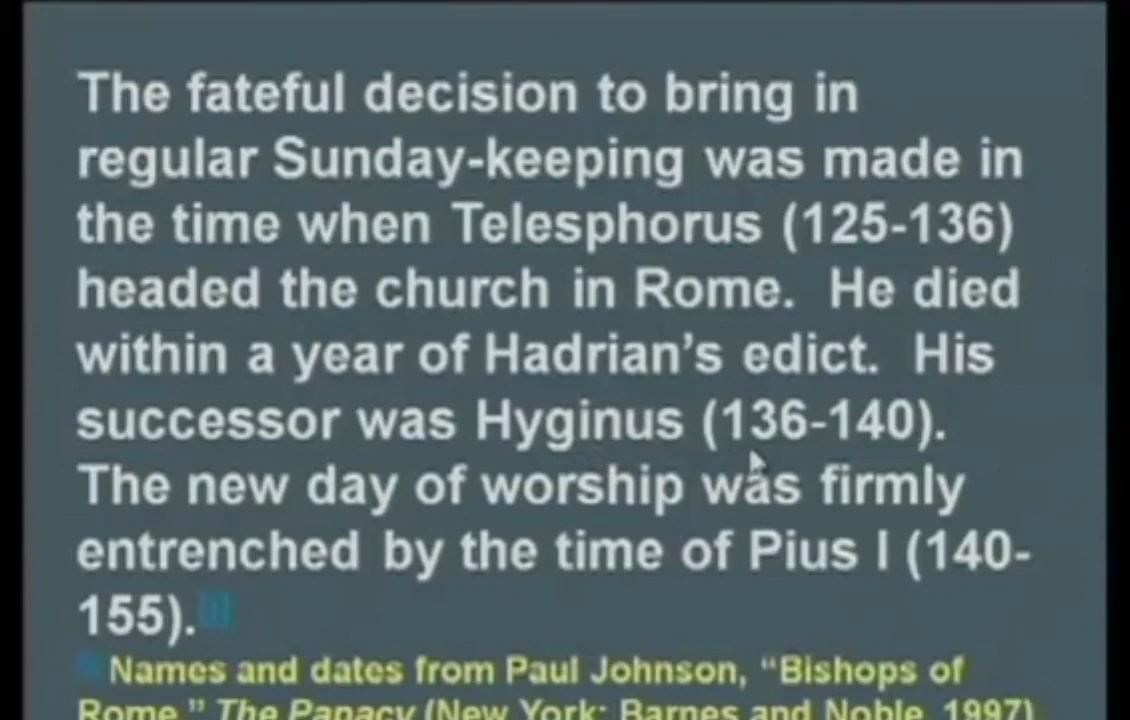 The fateful decision to bring in
regular Sunday-keeping was made in
the time when Telesphorus (125-136)
headed the church in Rome. He died
within a year of Hadrian's edict. His
successor was Hyginus (136-140).
The new day of worship was firmly
entrenched by the time of Pius I (140-
155).
Names and dates from Paul Johnson, “Bishops of
Rome,” The Papacy (New York: Barnes and Noble, 1997)